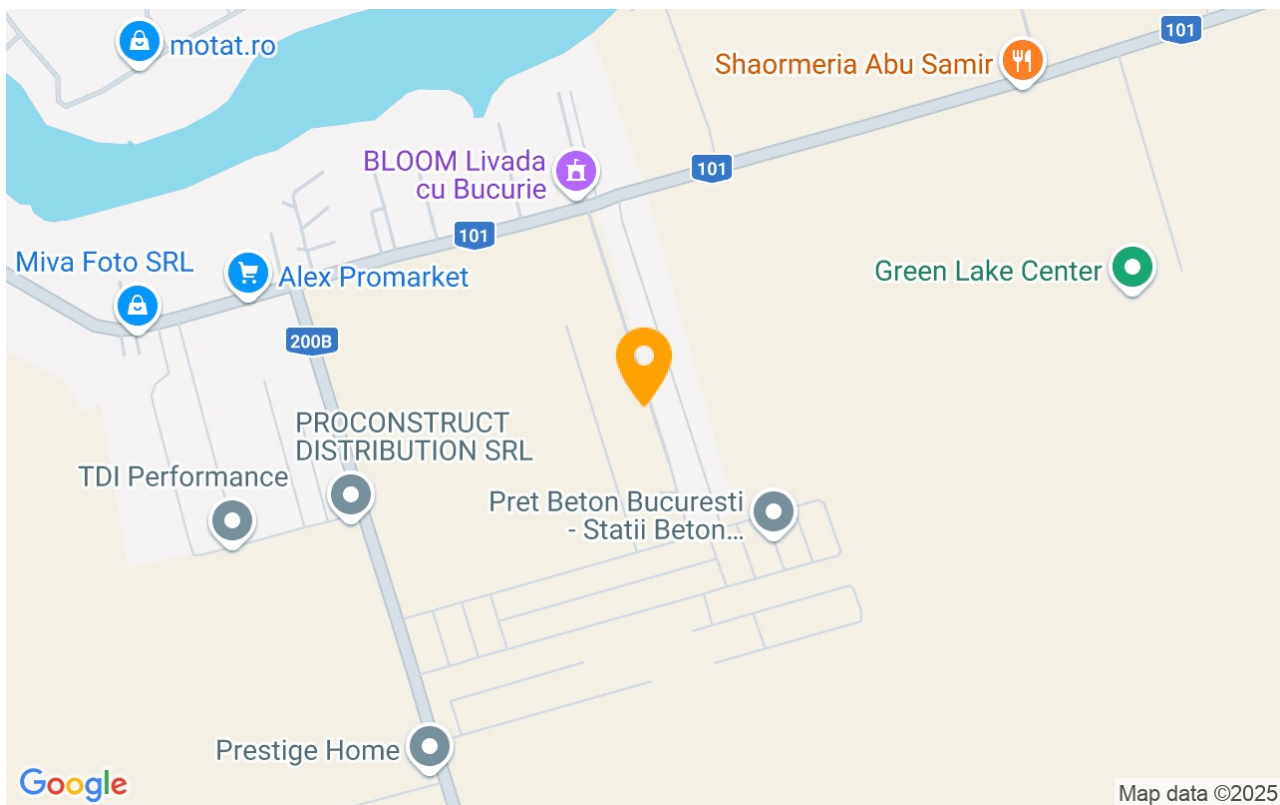 motat.ro
101
Shaormeria Abu Samir
BLOOM Livada
cu Bucurie
101
101
Miva Foto SRL
Alex Promarket
Green Lake Center
200B
PROCONSTRUCT
DISTRIBUTION SRL
TDI Performance
Pret Beton Bucuresti
- Statii Beton...
Prestige Home
Google
Map data ©2025